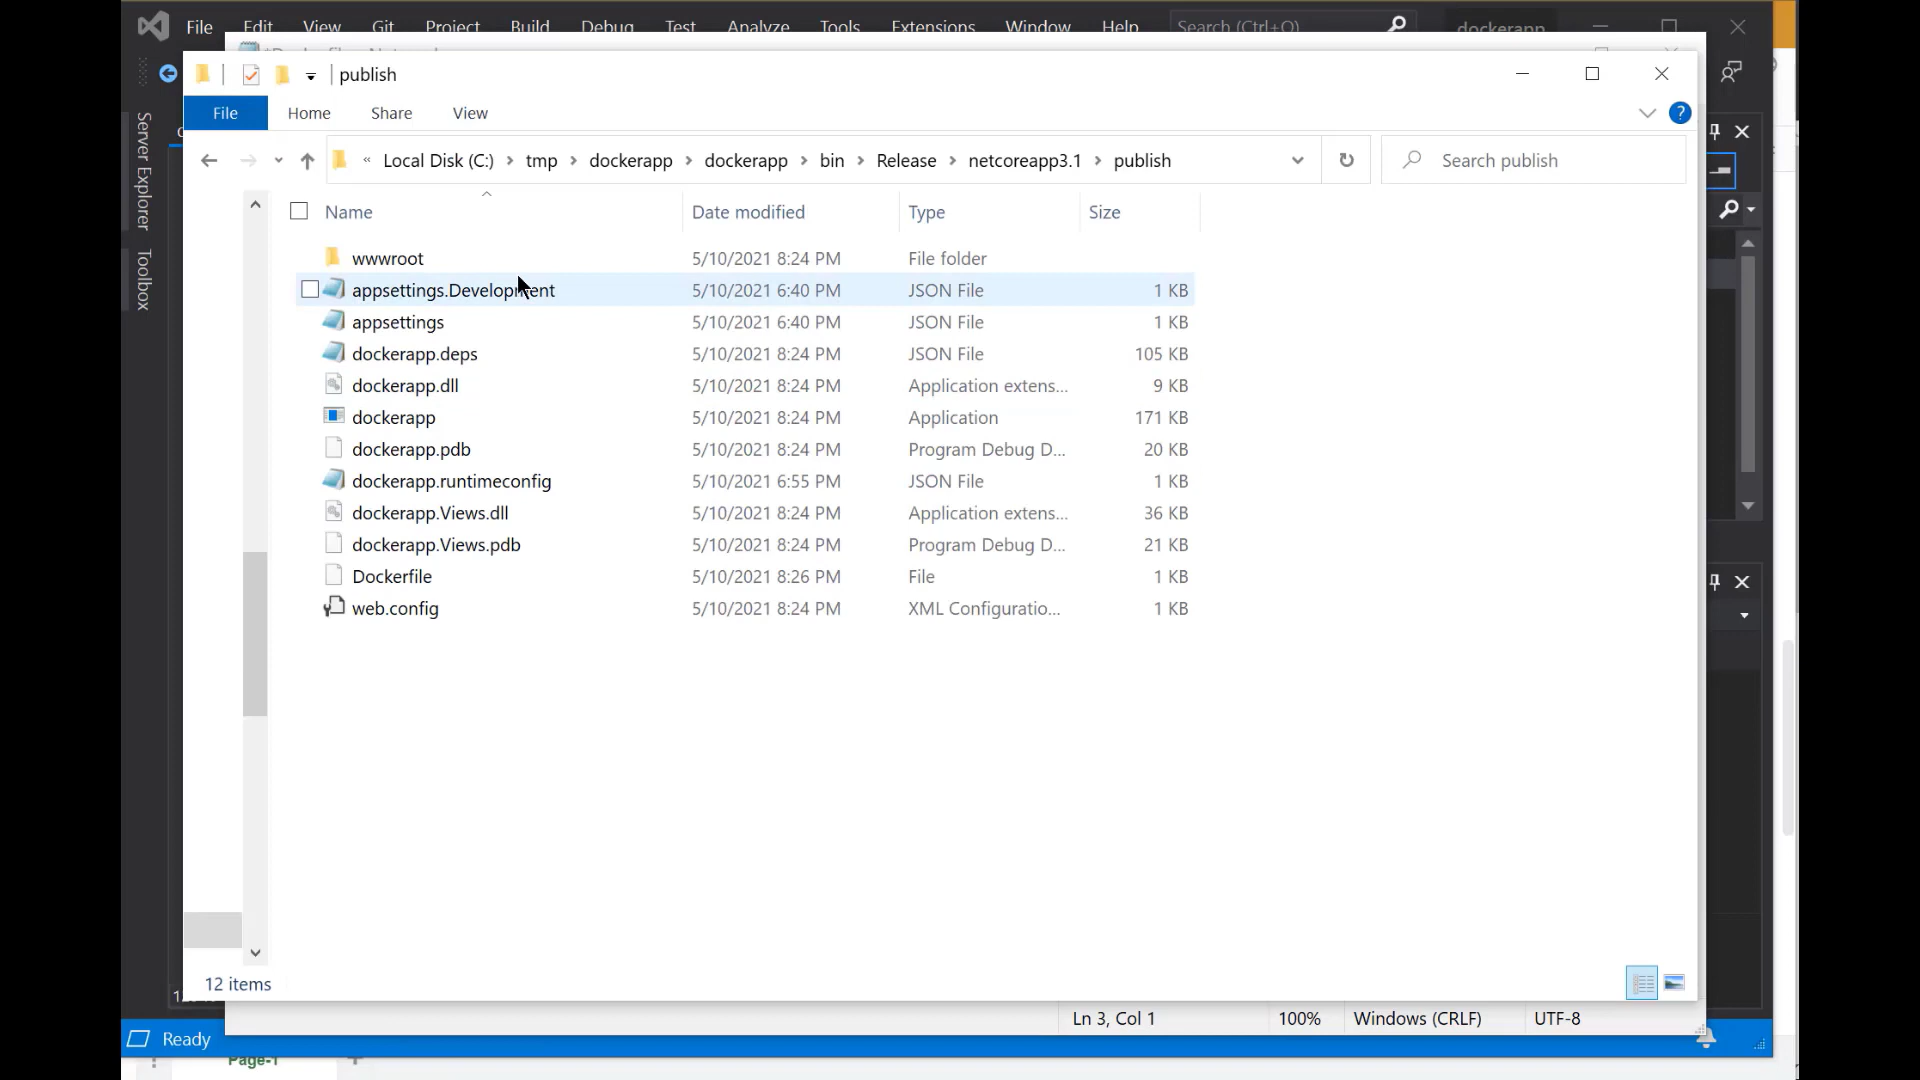 File Edit View Git Project Build Debug Test Analyze Tools Extensions Window Help Search (Ctrl+Q) dockerapp
publish
File Home Share View
« Local Disk (C:) > tmp > dockerapp > dockerapp > bin > Release > netcoreapp3.1 > publish Search publish
Server Explorer
Toolbox
Name Date modified Type Size
wwwroot 5/10/2021 8:24 PM File folder
appsettings.Development 5/10/2021 6:40 PM JSON File 1 KB
appsettings 5/10/2021 6:40 PM JSON File 1 KB
dockerapp.deps 5/10/2021 8:24 PM JSON File 105 KB
dockerapp.dll 5/10/2021 8:24 PM Application extens... 9 KB
dockerapp 5/10/2021 8:24 PM Application 171 KB
dockerapp.pdb 5/10/2021 8:24 PM Program Debug D... 20 KB
dockerapp.runtimeconfig 5/10/2021 6:55 PM JSON File 1 KB
dockerapp.Views.dll 5/10/2021 8:24 PM Application extens... 36 KB
dockerapp.Views.pdb 5/10/2021 8:24 PM Program Debug D... 21 KB
Dockerfile 5/10/2021 8:26 PM File 1 KB
web.config 5/10/2021 8:24 PM XML Configuratio... 1 KB
12 items
Ln 3, Col 1 100% Windows (CRLF) UTF-8
Ready
Page-1